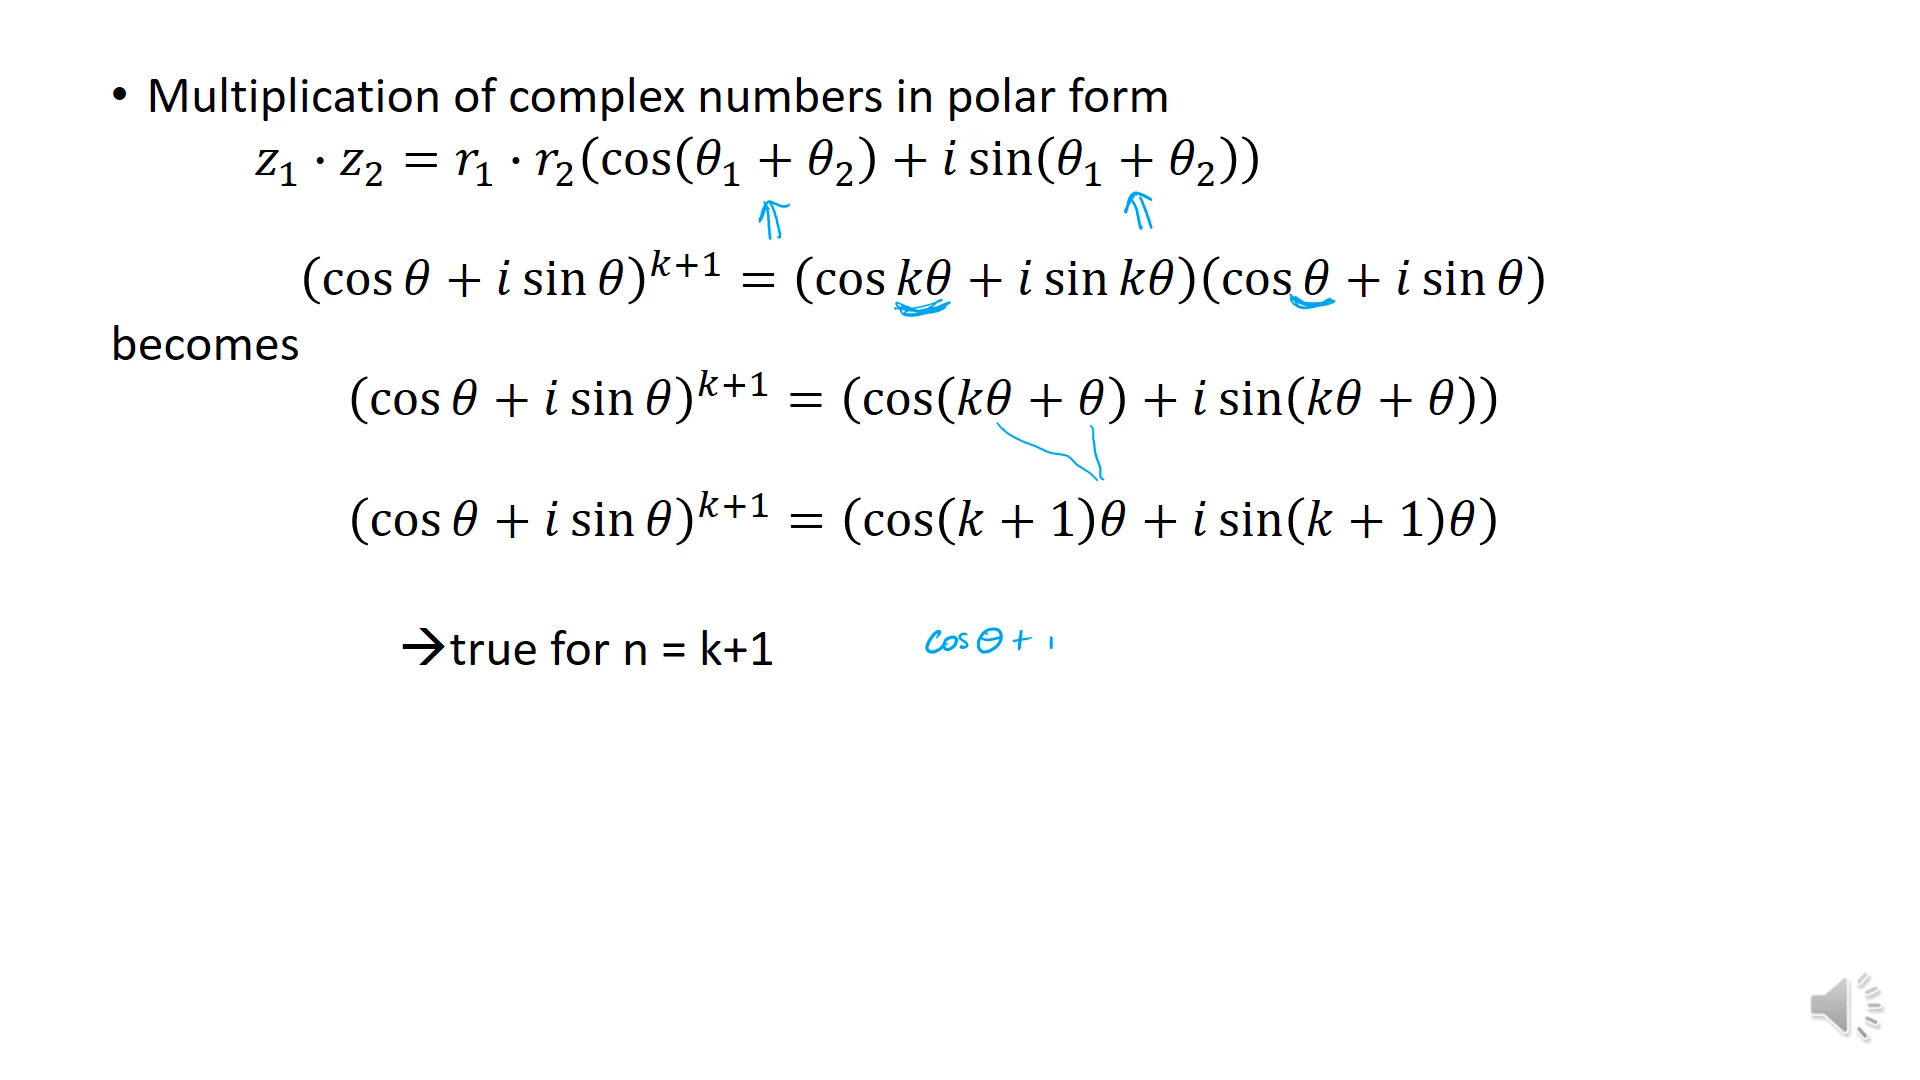 • Multiplication of complex numbers in polar form
z₁ · z₂ = r₁ · r₂(cos(θ₁ + θ₂) + i sin(θ₁ + θ₂))
(cos θ + i sin θ)^{k+1} = (cos kθ + i sin kθ)(cos θ + i sin θ)
becomes
(cos θ + i sin θ)^{k+1} = (cos(kθ + θ) + i sin(kθ + θ))
(cos θ + i sin θ)^{k+1} = (cos(k + 1)θ + i sin(k + 1)θ)
→true for n = k+1 cos θ + ı